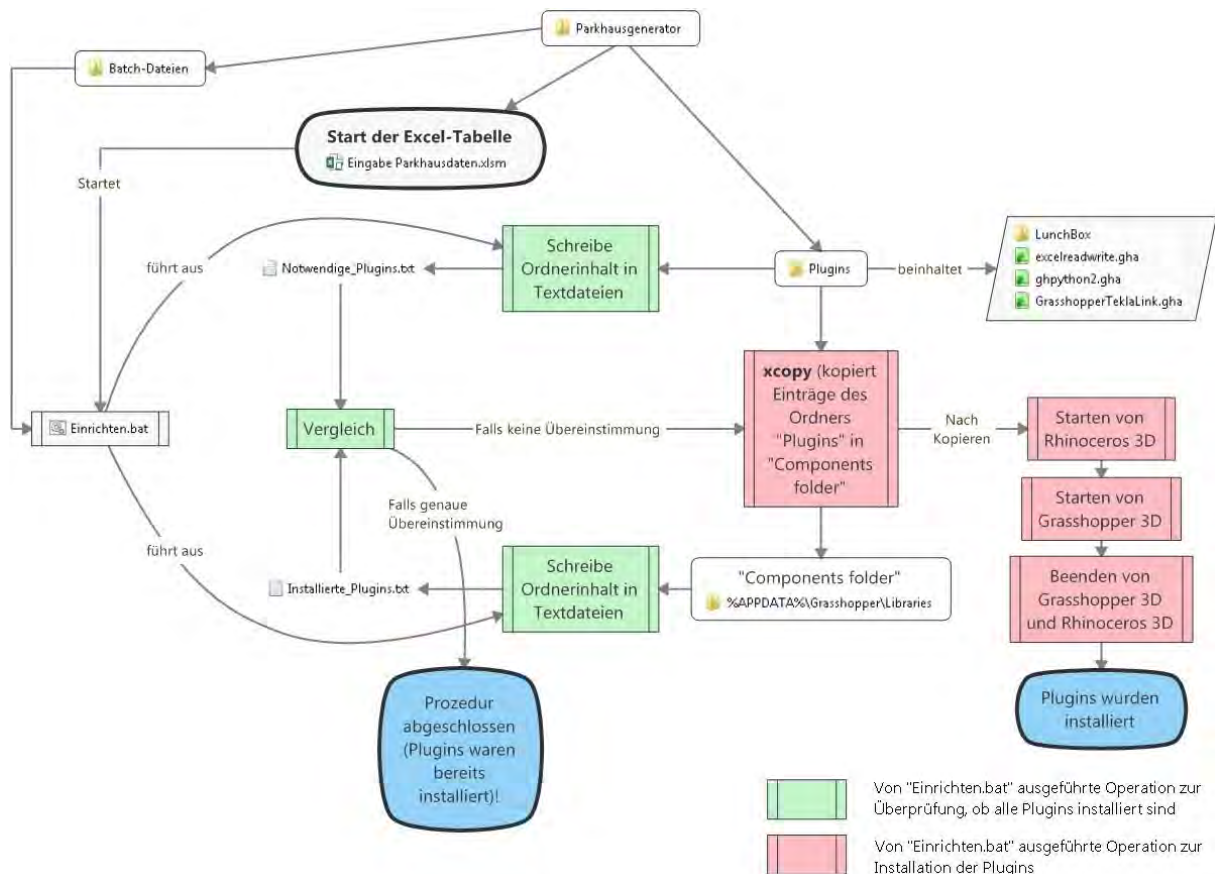 Parkhausgenerator
Batch-Dateien
Start der Excel-Tabelle
Eingabe Parkhausdaten.xlsm
Startet
führt aus
Schreibe
Ordnerinhalt in
Textdateien
Notwendige_Plugins.txt
Plugins
beinhaltet
LunchBox
excelreadwrite.gha
ghpython2.gha
GrasshopperTeklaLink.gha
Einrichten.bat
Vergleich
Falls keine Übereinstimmung
xcopy (kopiert
Einträge des
Ordners
"Plugins" in
"Components
folder"
Nach
Kopieren
Starten von
Rhinoceros 3D
Starten von
Grasshopper 3D
Beenden von
Grasshopper 3D
und Rhinoceros 3D
Plugins wurden
installiert
Falls genaue
Übereinstimmung
führt aus
Installierte_Plugins.txt
Schreibe
Ordnerinhalt in
Textdateien
"Components folder"
%APPDATA%\Grasshopper\Libraries
Prozedur
abgeschlossen
(Plugins waren
bereits
installiert)!
Von "Einrichten.bat" ausgeführte Operation zur
Überprüfung, ob alle Plugins installiert sind
Von "Einrichten.bat" ausgeführte Operation zur
Installation der Plugins